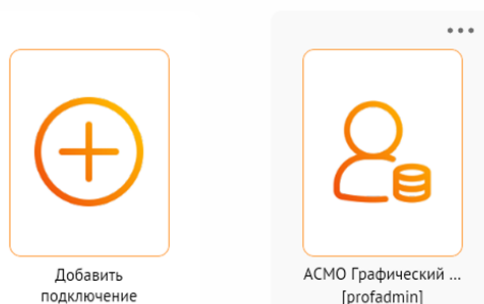 Добавить
подключение
АСМО Графический ...
[profadmin]